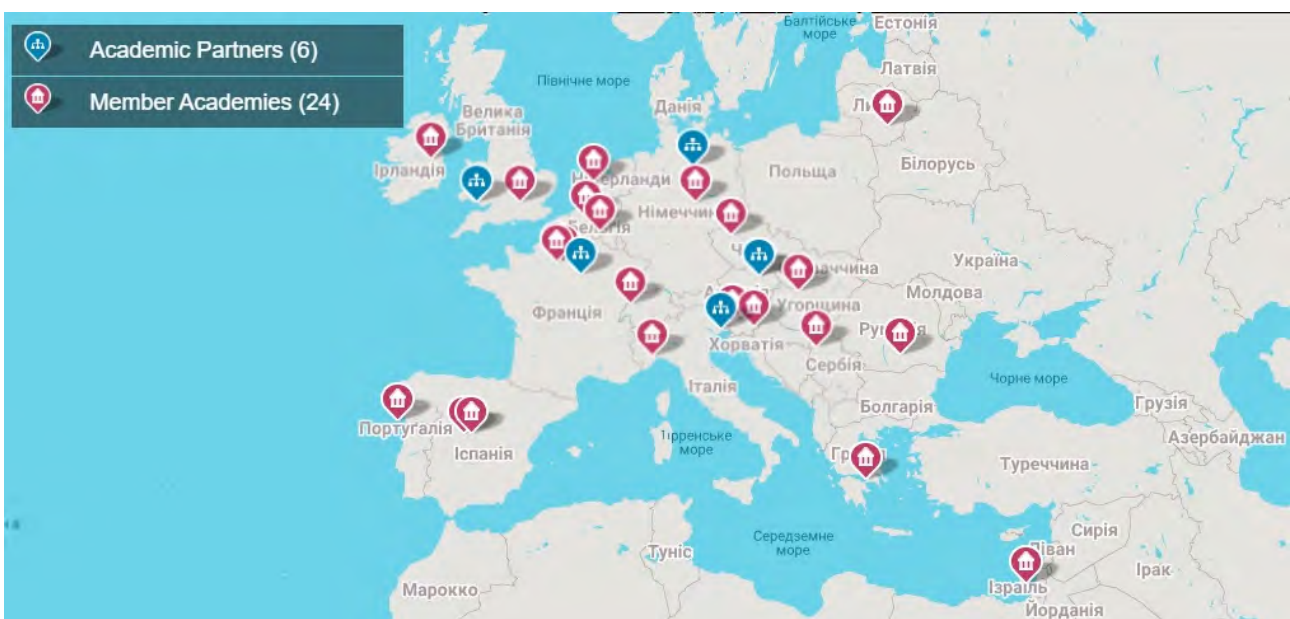 Academic Partners (6)
Member Academies (24)
Балтійське
море
Естонія
Латвія
Північне море
Данія
Велика
Британія
Ірландія
Білорусь
Польща
Німеччин
Україна
Молдова
Франція
Угорщина
Хорватія
Сербія
Італія
Чорне море
Грузія
Болгарія
Азербайджан
Португалія
Іспанія
Тірренське
море
Туреччина
Середземне
море
Сирія
Ліван
Туніс
Ірак
Марокко
Ізраїль
Йорданія